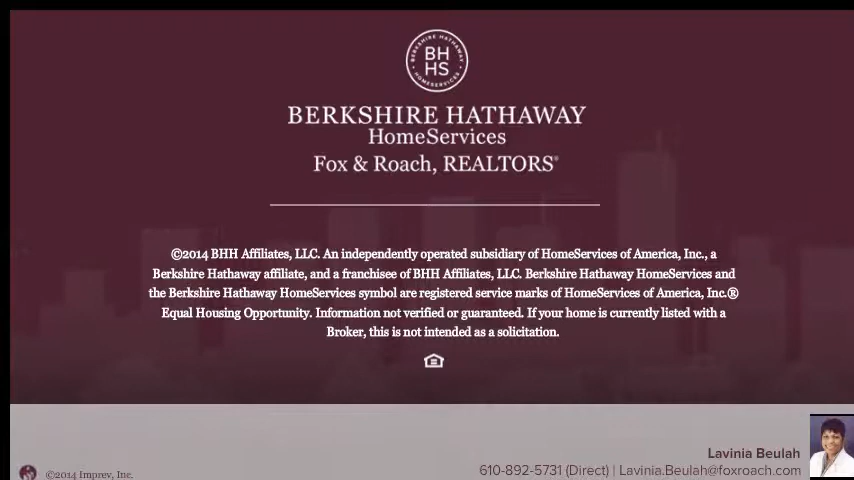 BERKSHIRE HATHAWAY
HOMESERVICES
BH
HS
BERKSHIRE HATHAWAY
HomeServices
Fox & Roach, REALTORS®
©2014 BHH Affiliates, LLC. An independently operated subsidiary of HomeServices of America, Inc., a
Berkshire Hathaway affiliate, and a franchisee of BHH Affiliates, LLC. Berkshire Hathaway HomeServices and
the Berkshire Hathaway HomeServices symbol are registered service marks of HomeServices of America, Inc.®
Equal Housing Opportunity. Information not verified or guaranteed. If your home is currently listed with a
Broker, this is not intended as a solicitation.
Lavinia Beulah
610-892-5731 (Direct) | Lavinia.Beulah@foxroach.com
©2014 Imprev, Inc.